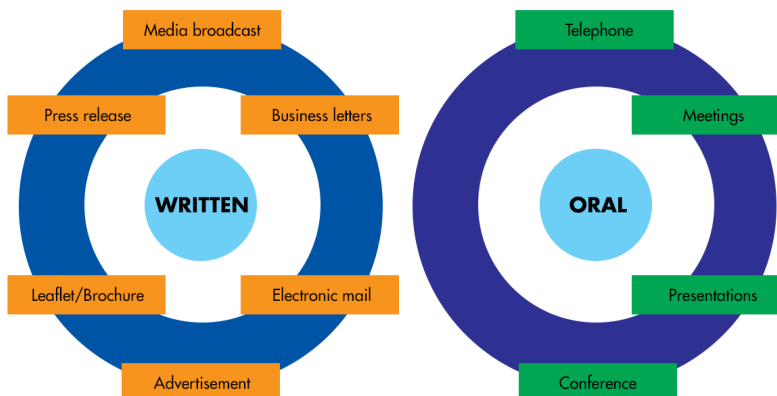 Media broadcast
Press release
Business letters
WRITTEN
Leaflet/Brochure
Electronic mail
Advertisement
Telephone
Meetings
ORAL
Presentations
Conference